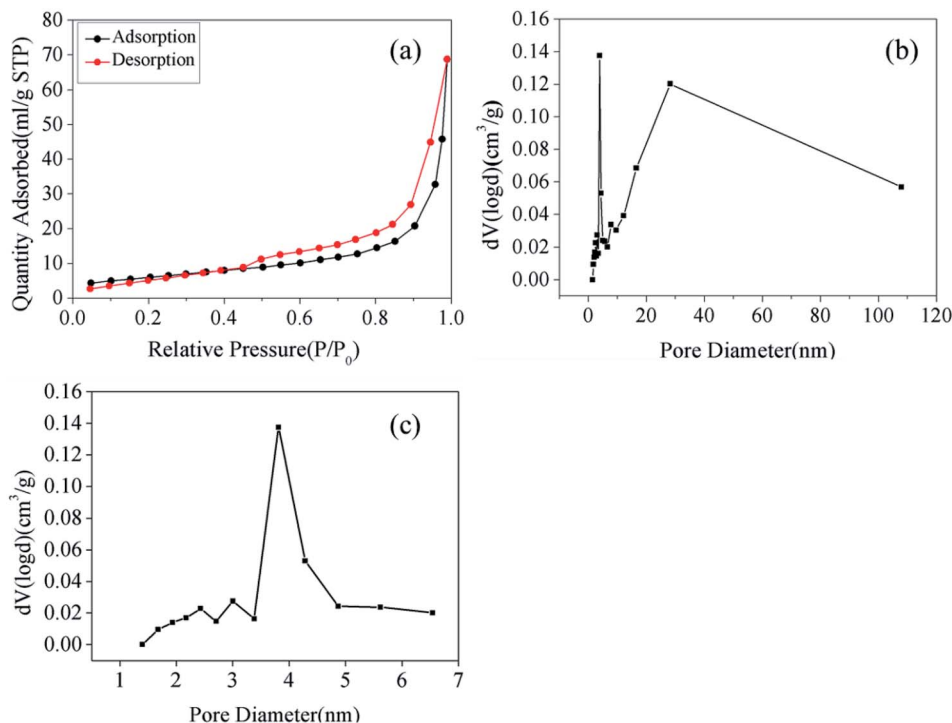 (a)
Adsorption
Desorption
Quantity Adsorbed(ml/g STP)
80
70
60
50
40
30
20
10
0
0.0 0.2 0.4 0.6 0.8 1.0
Relative Pressure(P/P₀)
(b)
dV(logd)(cm³/g)
0.16
0.14
0.12
0.10
0.08
0.06
0.04
0.02
0.00
0 20 40 60 80 100 120
Pore Diameter(nm)
(c)
dV(logd)(cm³/g)
0.16
0.14
0.12
0.10
0.08
0.06
0.04
0.02
0.00
1 2 3 4 5 6 7
Pore Diameter(nm)